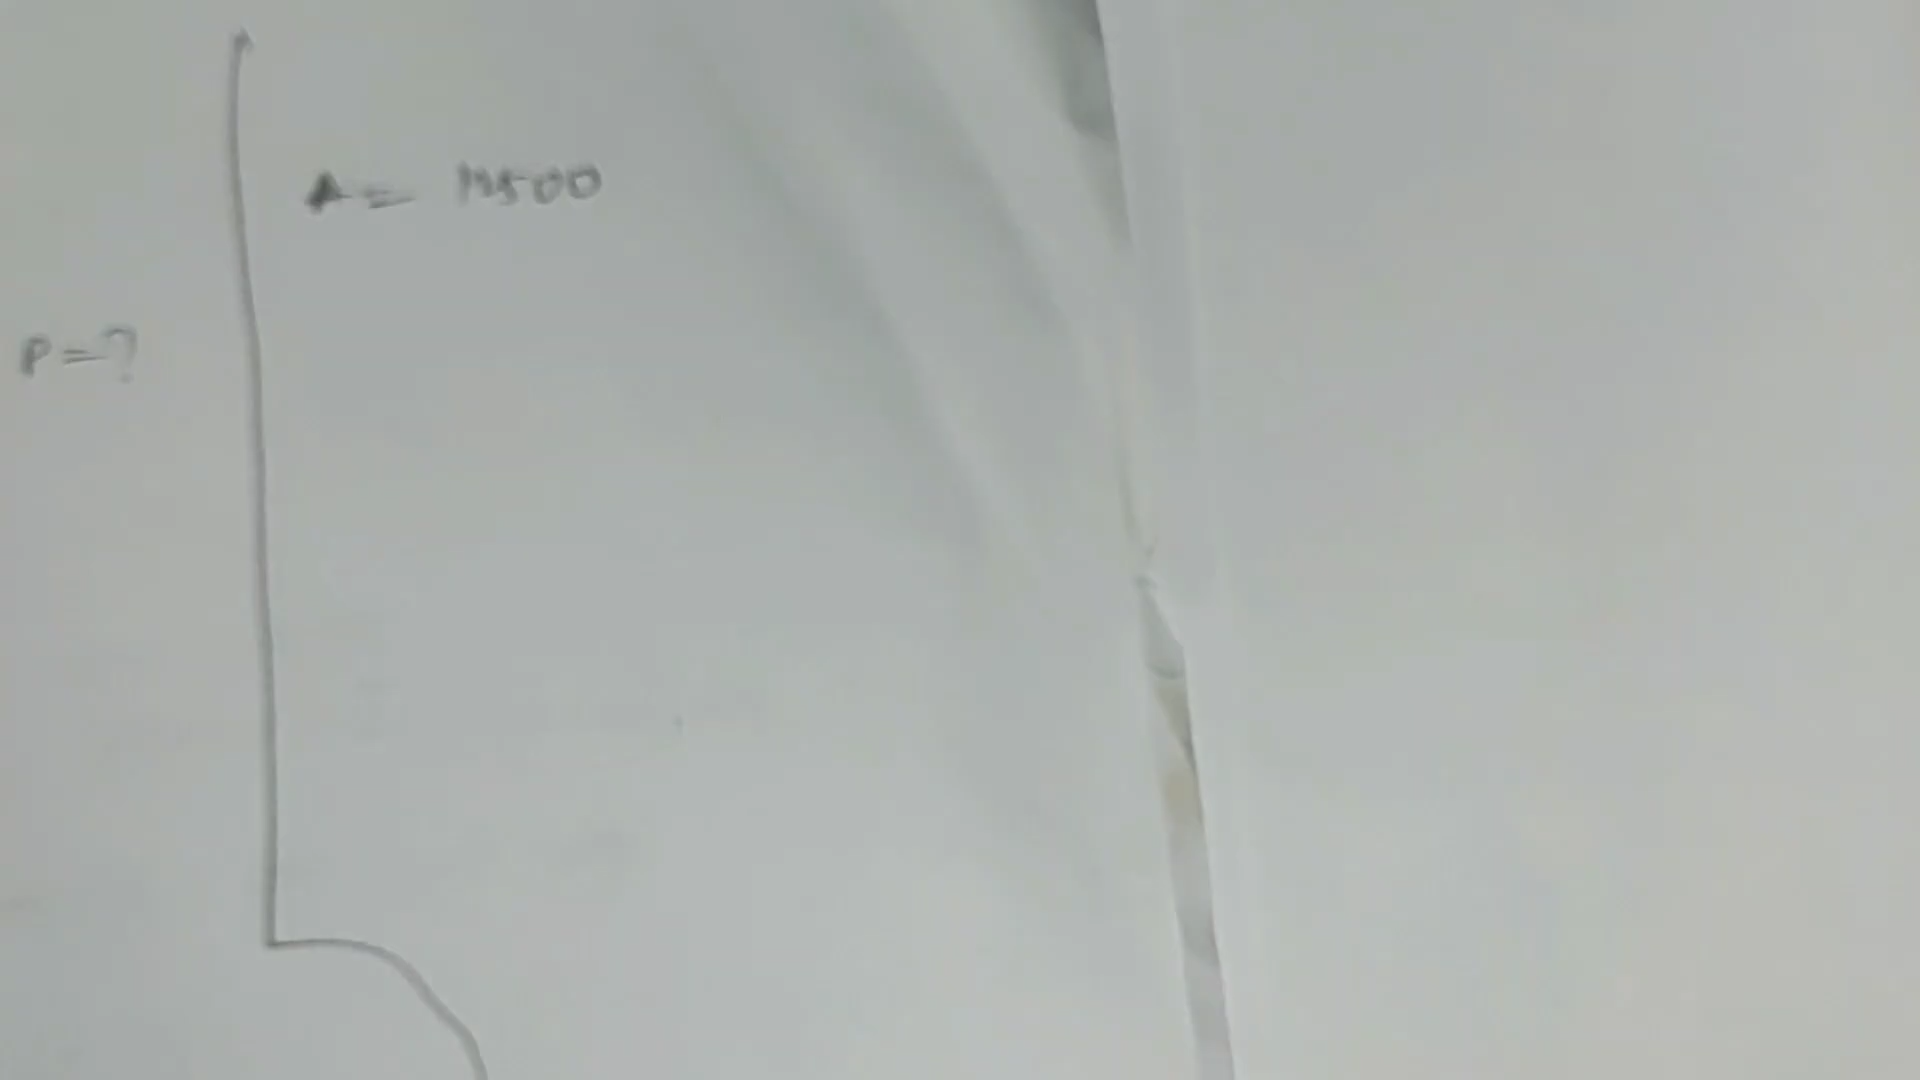 A = 14500
P = ?